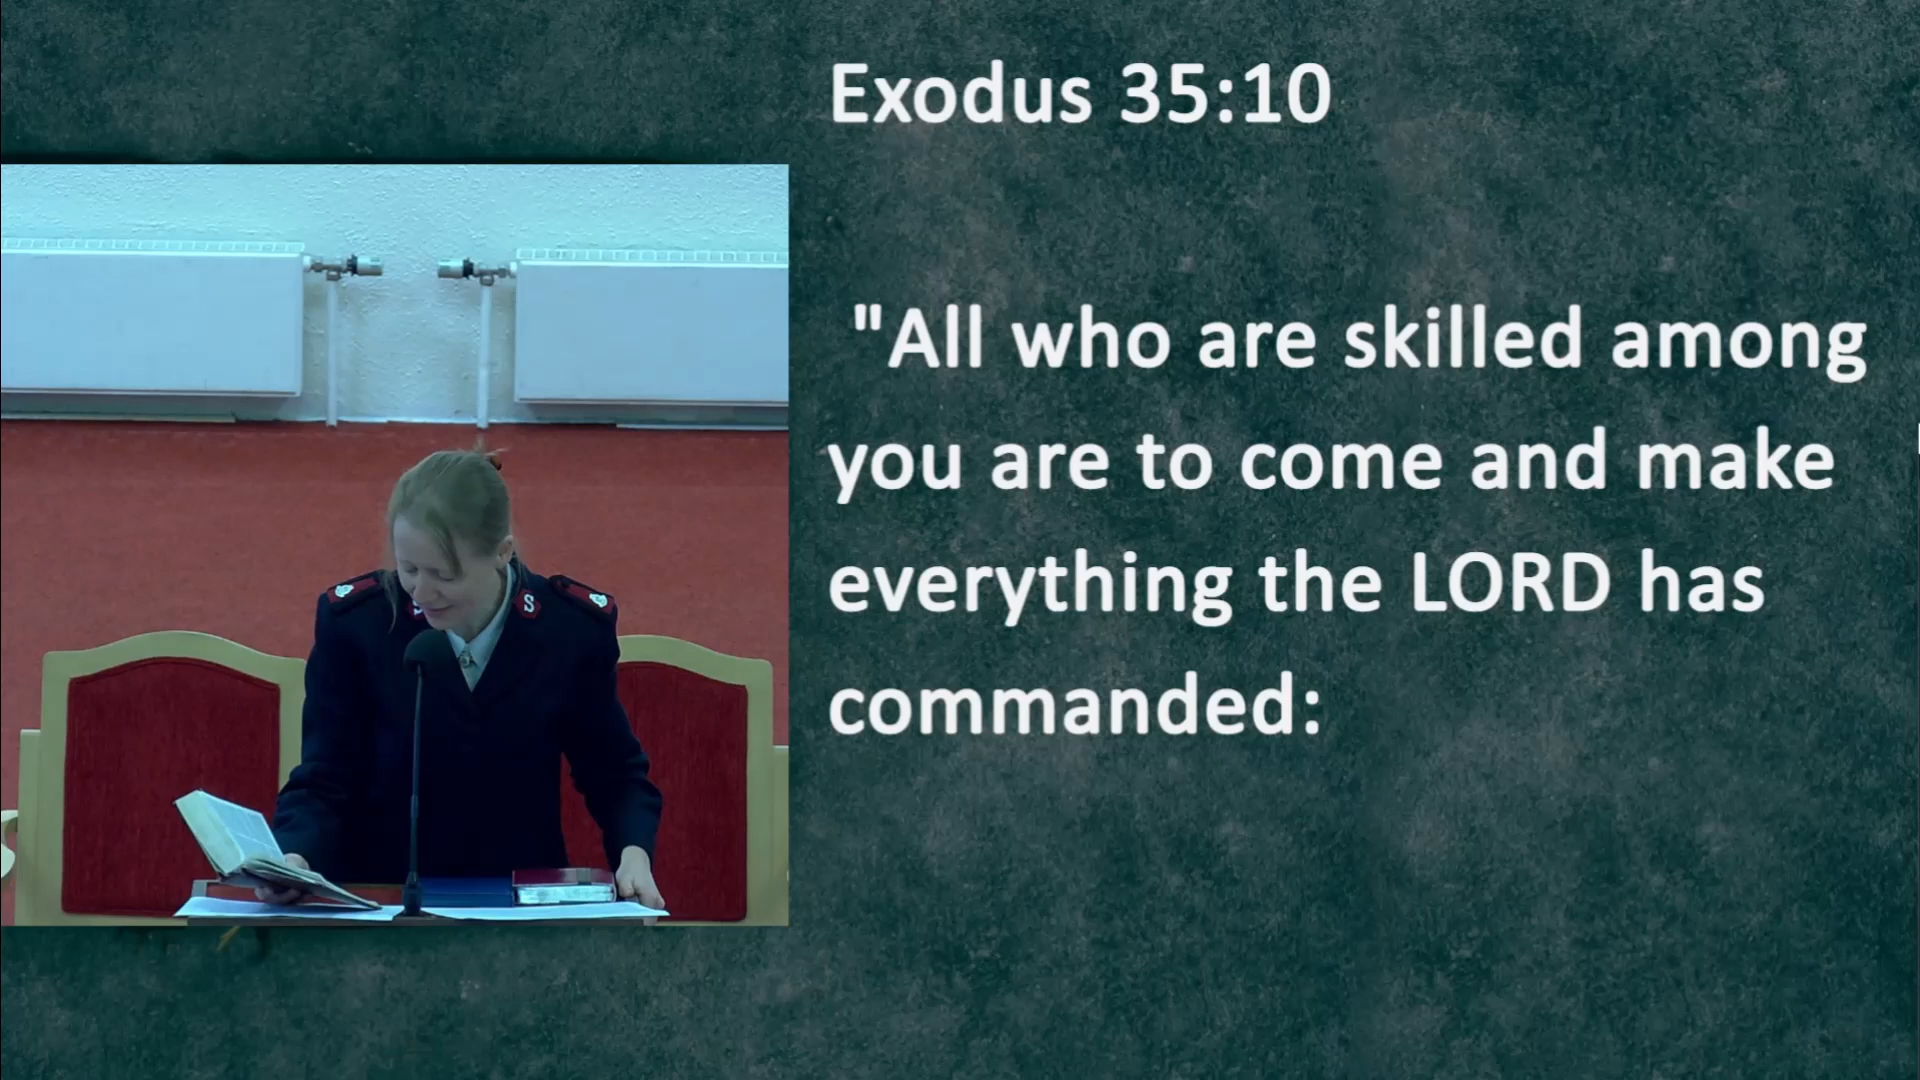 Exodus 35:10
"All who are skilled among
you are to come and make
everything the LORD has
commanded:
S